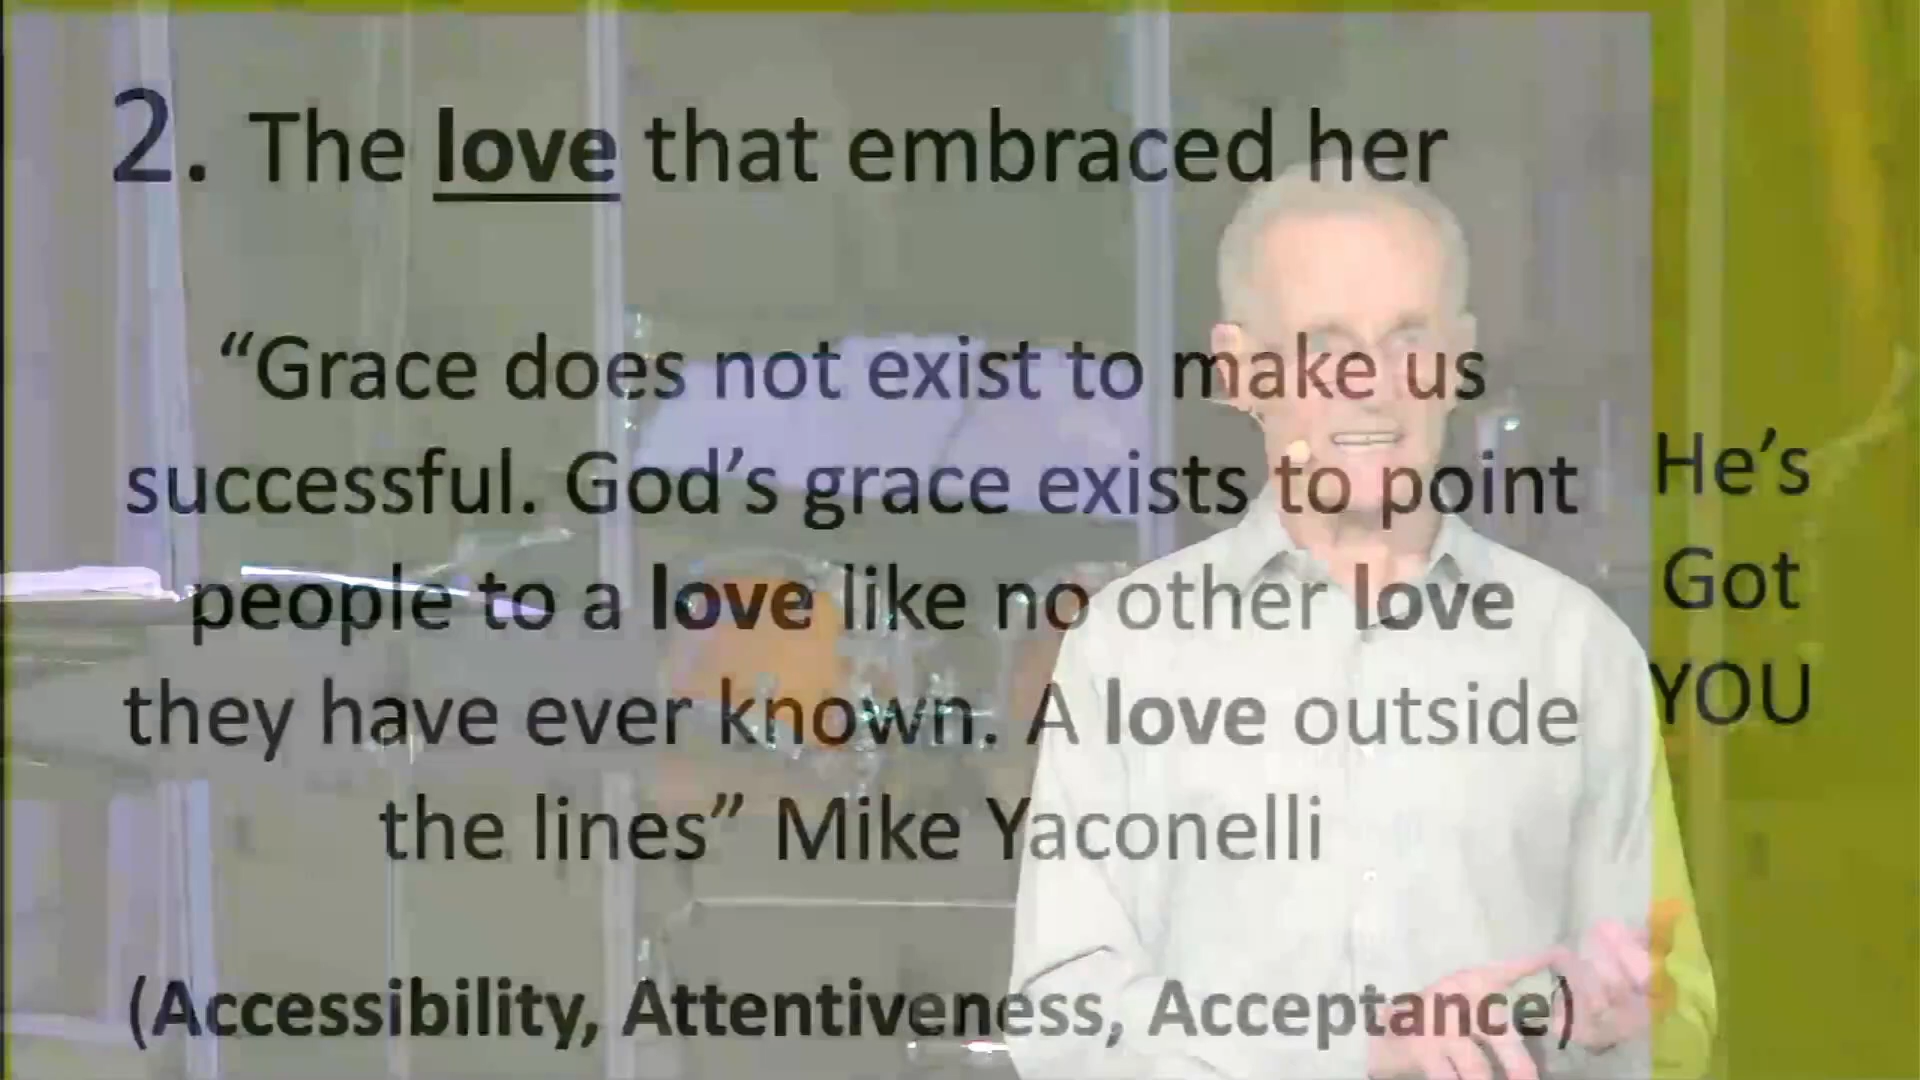 2. The love that embraced her
“Grace does not exist to make us
successful. God’s grace exists to point
people to a love like no other love
they have ever known. A love outside
the lines” Mike Yaconelli
(Accessibility, Attentiveness, Acceptance)
He’s
Got
YOU